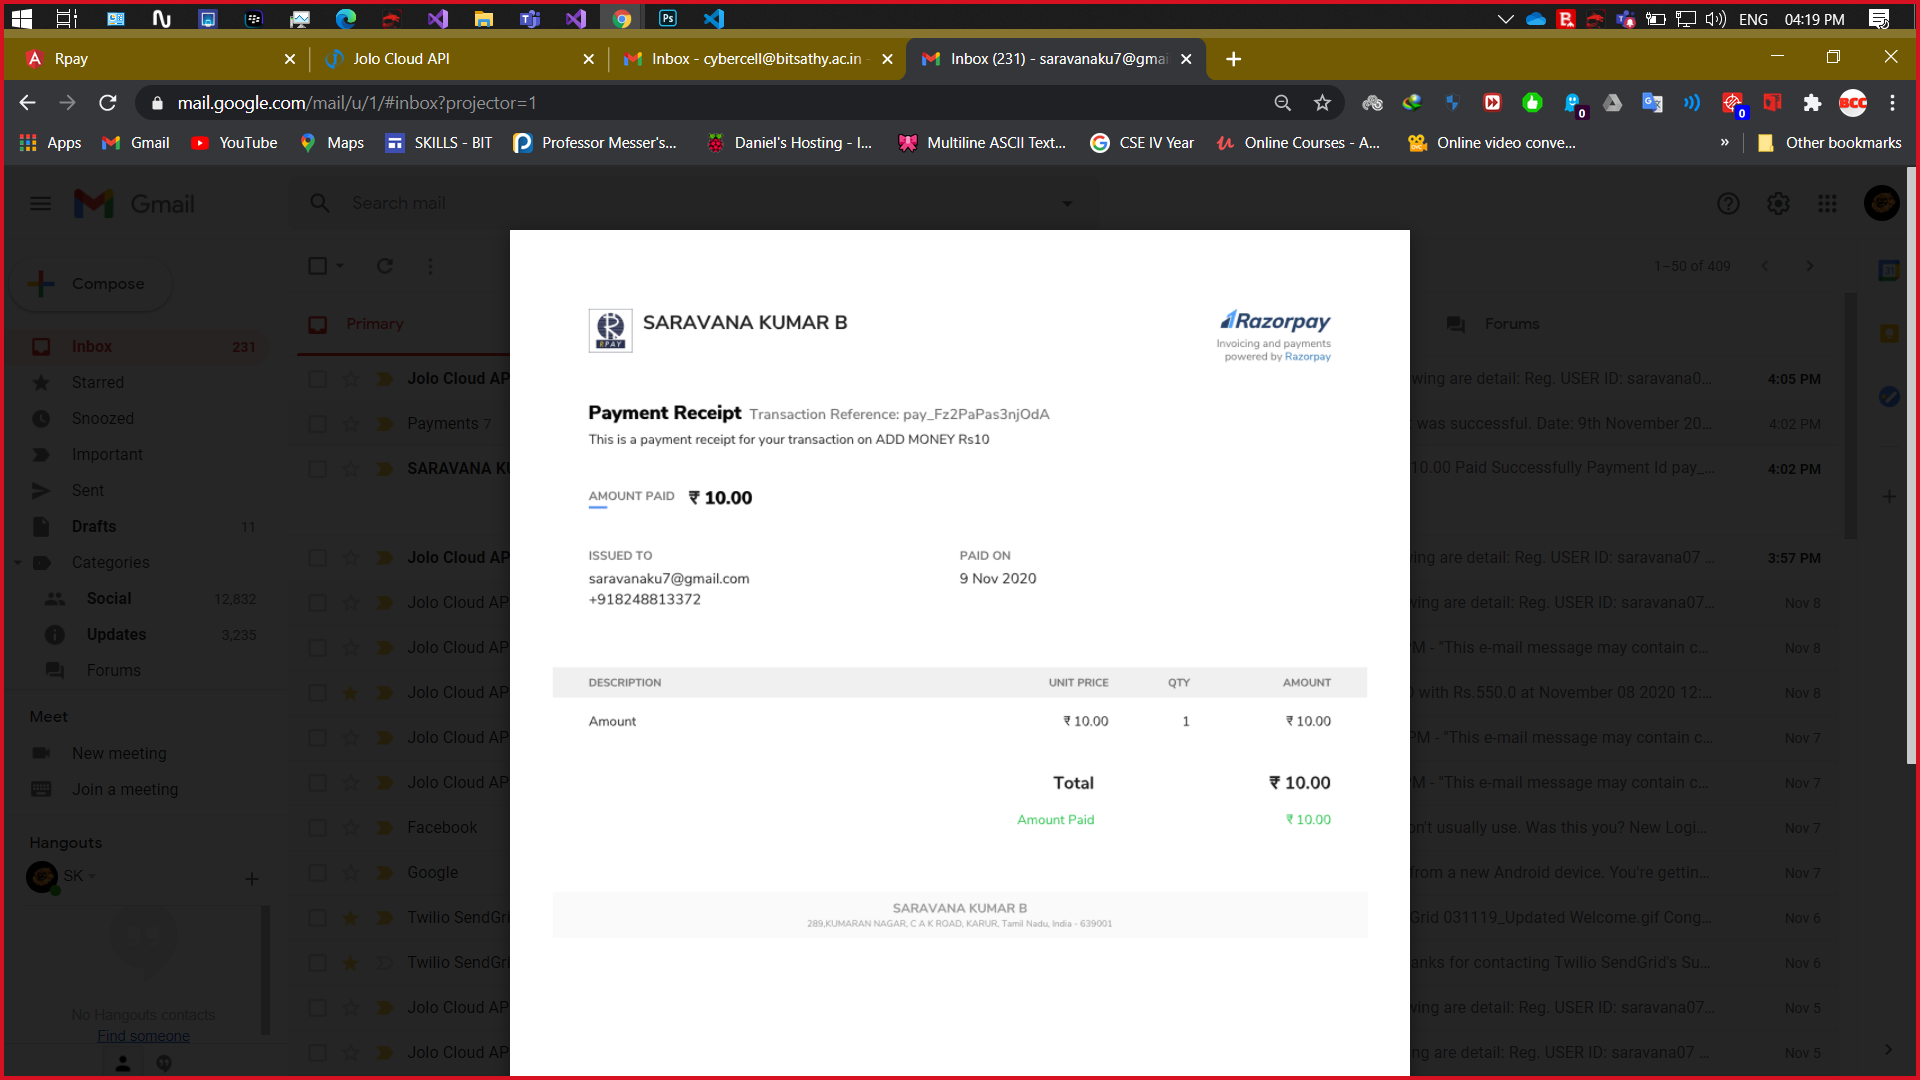 ENG 04:19 PM
Rpay
Jolo Cloud API
Inbox - cybercell@bitsathy.ac.in -
Inbox (231) - saravanaku7@gmai
mail.google.com/mail/u/1/#inbox?projector=1
0
0
BCC
Apps
Gmail
YouTube
Maps
SKILLS - BIT
Professor Messer's...
Daniel's Hosting - I...
Multiline ASCII Text...
CSE IV Year
Online Courses - A...
Online video conve...
»
Other bookmarks
Gmail
Search mail
Compose
1–50 of 409
Primary
Forums
Inbox 231
Starred
Snoozed
Important
Sent
Drafts 11
Categories
Social 12,832
Updates 3,235
Forums
Meet
New meeting
Join a meeting
Hangouts
SK
No Hangouts contacts
Find someone
Jolo Cloud AP
wing are detail: Reg. USER ID: saravana0... 4:05 PM
Payments 7
was successful. Date: 9th November 20... 4:02 PM
SARAVANA KU
10.00 Paid Successfully Payment Id pay_... 4:02 PM
Jolo Cloud AP
ing are detail: Reg. USER ID: saravana07 ... 3:57 PM
Jolo Cloud AP
wing are detail: Reg. USER ID: saravana07... Nov 8
Jolo Cloud AP
M - "This e-mail message may contain c... Nov 8
Jolo Cloud AP
with Rs.550.0 at November 08 2020 12:... Nov 8
Jolo Cloud AP
PM - "This e-mail message may contain c... Nov 7
Jolo Cloud AP
PM - "This e-mail message may contain c... Nov 7
Facebook
on't usually use. Was this you? New Logi... Nov 7
Google
from a new Android device. You're gettin... Nov 7
Twilio SendGri
Grid 031119_Updated Welcome.gif Cong... Nov 6
Twilio SendGri
anks for contacting Twilio SendGrid's Su... Nov 6
Jolo Cloud AP
wing are detail: Reg. USER ID: saravana07... Nov 5
Jolo Cloud AP
ng are detail: Reg. USER ID: saravana07 ... Nov 5
RPAY
SARAVANA KUMAR B
Razorpay
Invoicing and payments
powered by Razorpay
Payment Receipt Transaction Reference: pay_Fz2PaPas3njOdA
This is a payment receipt for your transaction on ADD MONEY Rs10
AMOUNT PAID ₹ 10.00
ISSUED TO
saravanaku7@gmail.com
+918248813372
PAID ON
9 Nov 2020
DESCRIPTION UNIT PRICE QTY AMOUNT
Amount ₹ 10.00 1 ₹ 10.00
Total ₹ 10.00
Amount Paid ₹ 10.00
SARAVANA KUMAR B
289,KUMARAN NAGAR, C A K ROAD, KARUR, Tamil Nadu, India - 639001